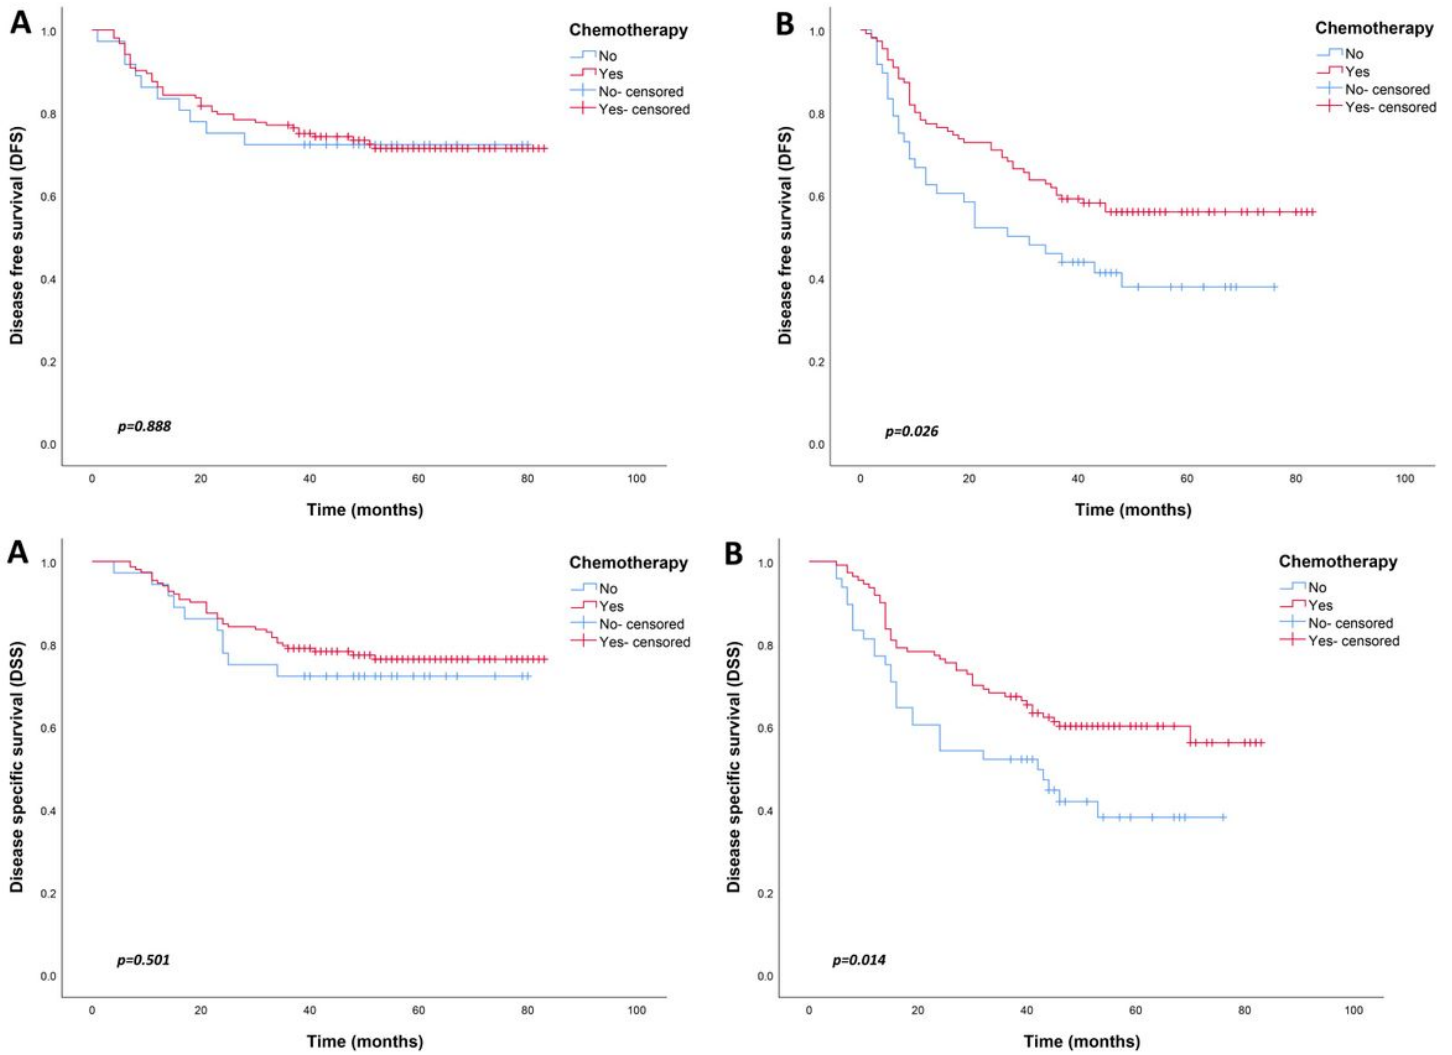 A
Chemotherapy
No
Yes
No- censored
Yes- censored
Disease free survival (DFS)
1.0
0.8
0.6
0.4
0.2
0.0
p=0.888
0 20 40 60 80 100
Time (months)
B
Chemotherapy
No
Yes
No- censored
Yes- censored
Disease free survival (DFS)
1.0
0.8
0.6
0.4
0.2
0.0
p=0.026
0 20 40 60 80 100
Time (months)
A
Chemotherapy
No
Yes
No- censored
Yes- censored
Disease specific survival (DSS)
1.0
0.8
0.6
0.4
0.2
0.0
p=0.501
0 20 40 60 80 100
Time (months)
B
Chemotherapy
No
Yes
No- censored
Yes- censored
Disease specific survival (DSS)
1.0
0.8
0.6
0.4
0.2
0.0
p=0.014
0 20 40 60 80 100
Time (months)